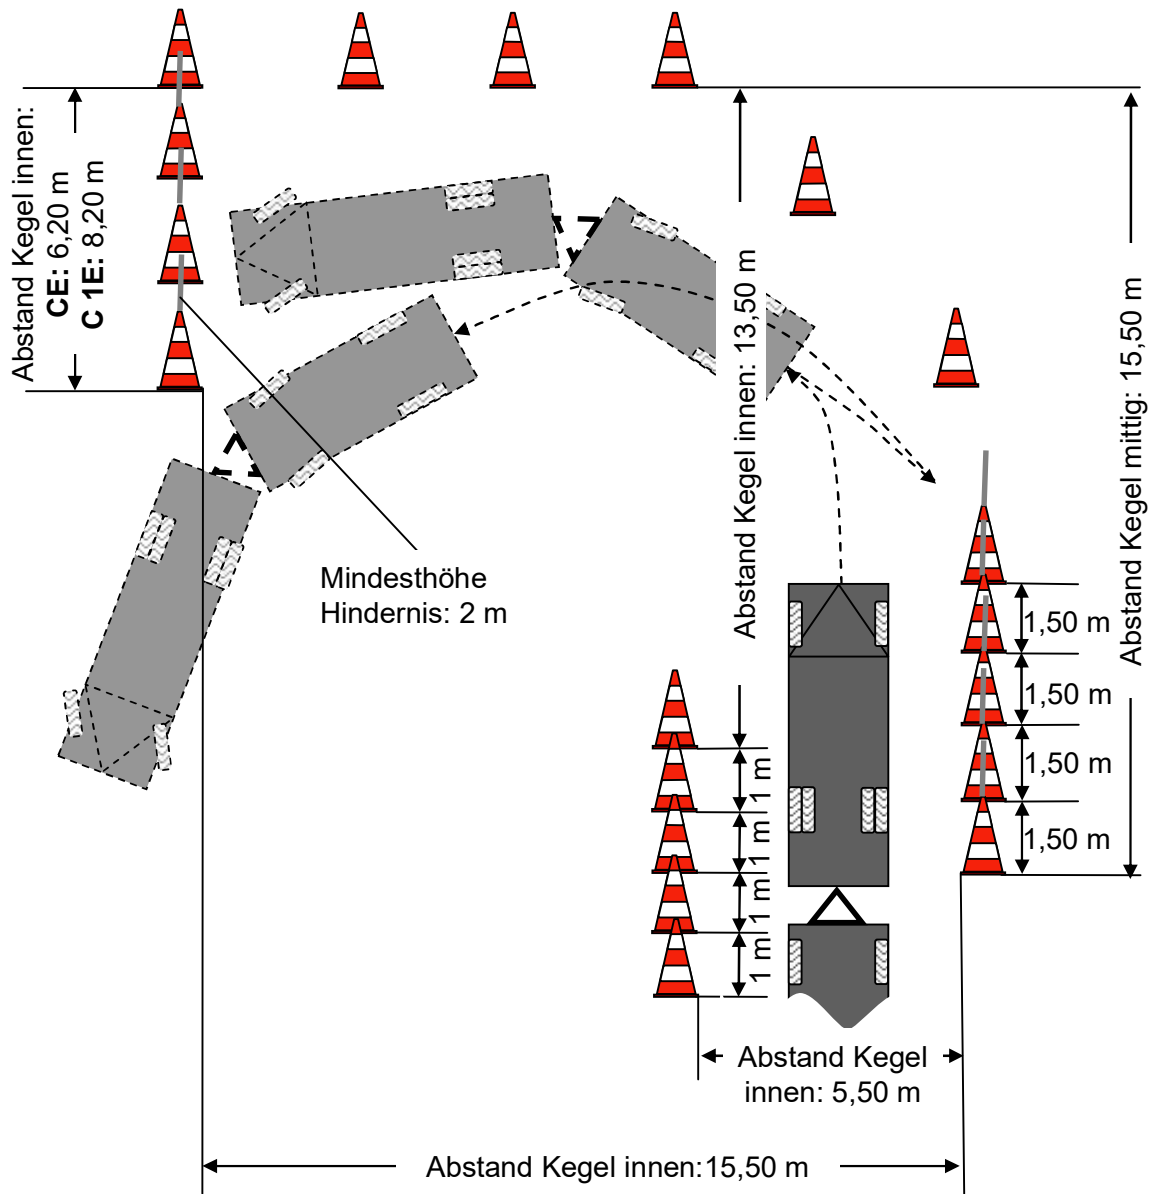 Abstand Kegel innen:
CE: 6,20 m
C 1E: 8,20 m
Abstand Kegel innen: 13,50 m
Abstand Kegel mittig: 15,50 m
Mindesthöhe
Hindernis: 2 m
1,50 m
1,50 m
1,50 m
1,50 m
1 m
1 m
1 m
1 m
Abstand Kegel
innen: 5,50 m
Abstand Kegel innen:15,50 m